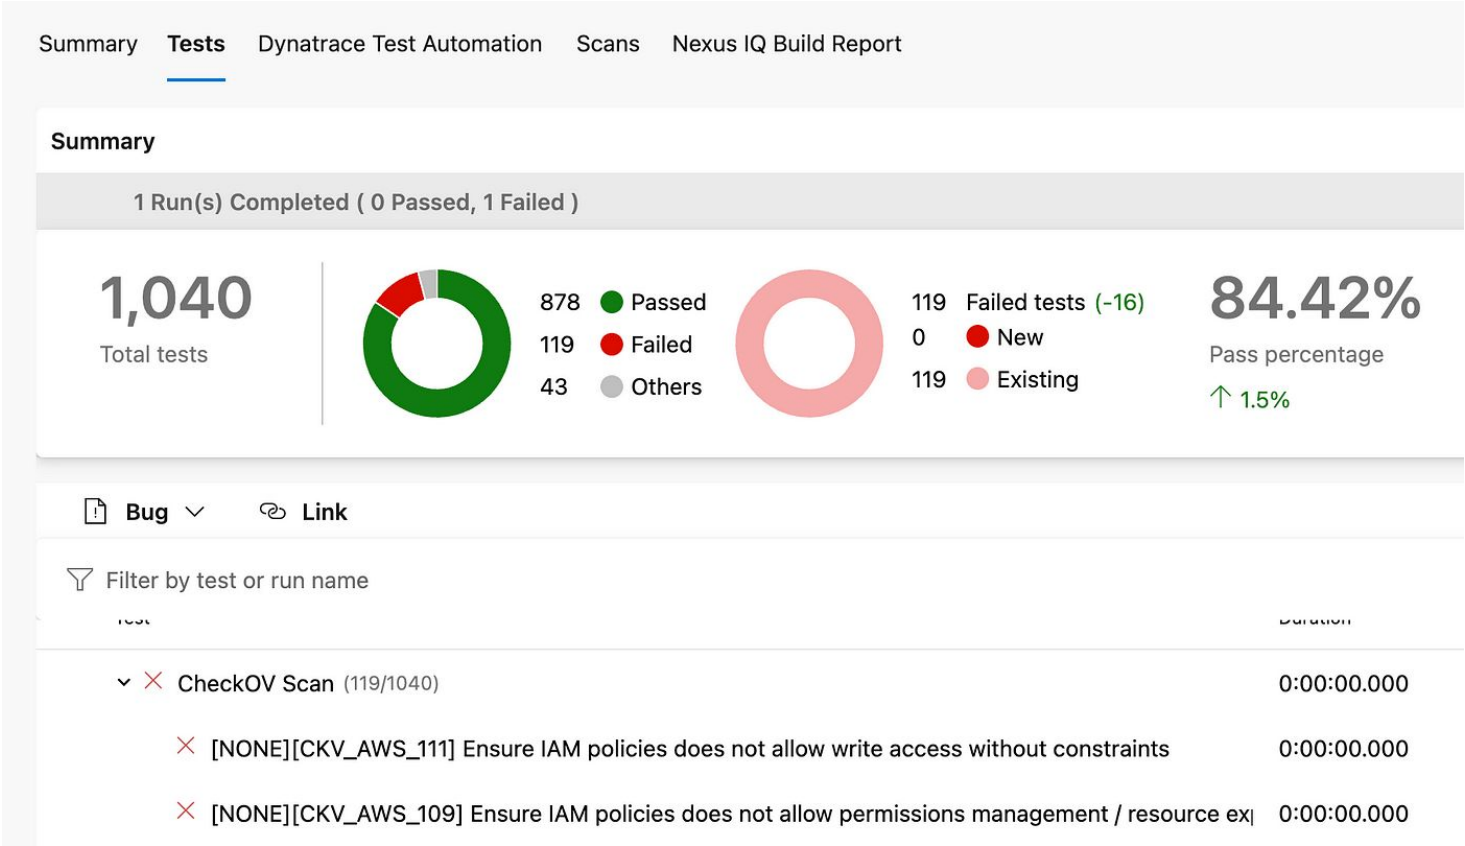 Summary Tests Dynatrace Test Automation Scans Nexus IQ Build Report
Summary
1 Run(s) Completed ( 0 Passed, 1 Failed )
1,040
Total tests
878 Passed
119 Failed
43 Others
119 Failed tests (-16)
0 New
119 Existing
84.42%
Pass percentage
↑ 1.5%
Bug Link
Filter by test or run name
Test Duration
CheckOV Scan (119/1040) 0:00:00.000
[NONE][CKV_AWS_111] Ensure IAM policies does not allow write access without constraints 0:00:00.000
[NONE][CKV_AWS_109] Ensure IAM policies does not allow permissions management / resource 0:00:00.000